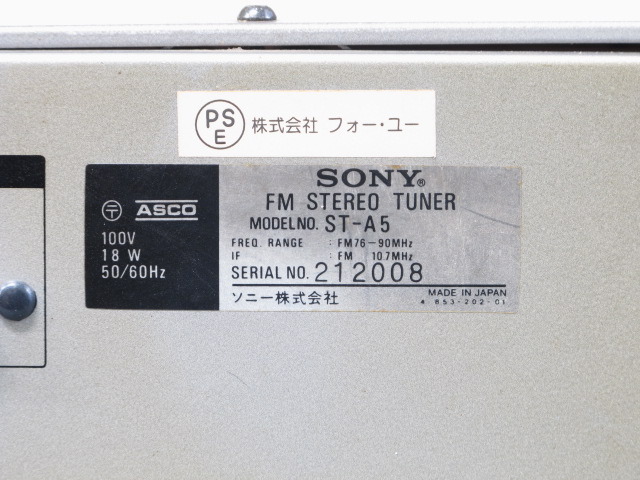 PS
E
株式会社 フォー・ユー
SONY®
FM STEREO TUNER
MODEL NO. ST-A5
FREQ. RANGE : FM76-90MHz
IF : FM 10.7MHz
SERIAL NO. 212008
ソニー株式会社
MADE IN JAPAN
4-853-202-01
〒 ASCO
100V
18 W
50/60Hz